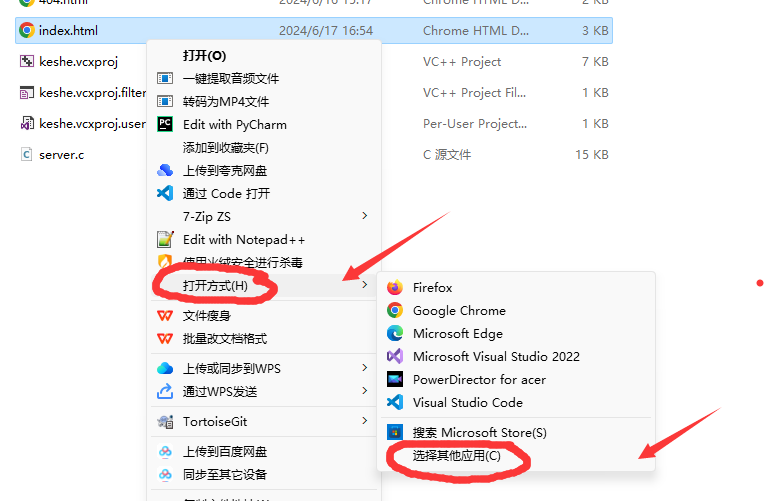 404.html 2024/6/16 15:17 Chrome HTML D... 2 KB
index.html 2024/6/17 16:54 Chrome HTML D... 3 KB
keshe.vcxproj VC++ Project 7 KB
keshe.vcxproj.filter VC++ Project Fil... 1 KB
keshe.vcxproj.user Per-User Project... 1 KB
server.c C 源文件 15 KB
打开(O)
一键提取音频文件
转码为MP4文件
Edit with PyCharm
添加到收藏夹(F)
上传到夸克网盘
通过 Code 打开
7-Zip ZS
Edit with Notepad++
使用火绒安全进行杀毒
打开方式(H)
文件瘦身
批量改文档格式
上传或同步到WPS
通过WPS发送
TortoiseGit
上传到百度网盘
同步至其它设备
Firefox
Google Chrome
Microsoft Edge
Microsoft Visual Studio 2022
PowerDirector for acer
Visual Studio Code
搜索 Microsoft Store(S)
选择其他应用(C)